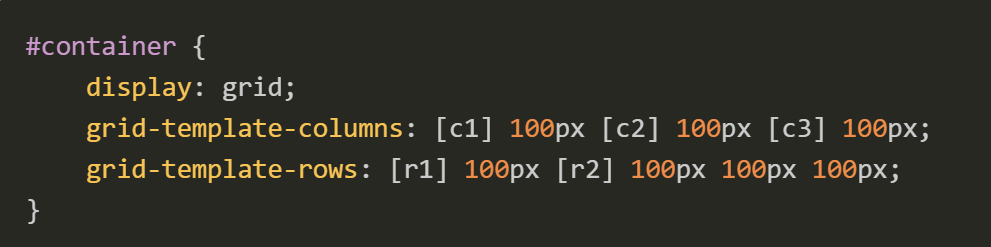 #container {
    display: grid;
    grid-template-columns: [c1] 100px [c2] 100px [c3] 100px;
    grid-template-rows: [r1] 100px [r2] 100px 100px 100px;
}